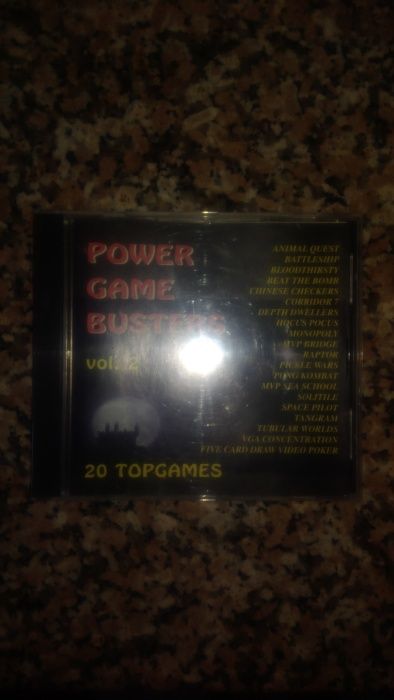 POWER
GAME
BUSTERS
vol. 2
20 TOPGAMES
ANIMAL QUEST
BATTLESHIP
BLOODTHIRSTY
BEAT THE BOMB
CHINESE CHECKERS
CORRIDOR 7
DEPTH DWELLERS
HOCUS POCUS
MONOPOLY
MVP BRIDGE
RAPTOR
PICKLE WARS
PONG KOMBAT
MVP SEA SCHOOL
SOLITILE
SPACE PILOT
TANGRAM
TUBULAR WORLDS
VGA CONCENTRATION
FIVE CARD DRAW VIDEO POKER